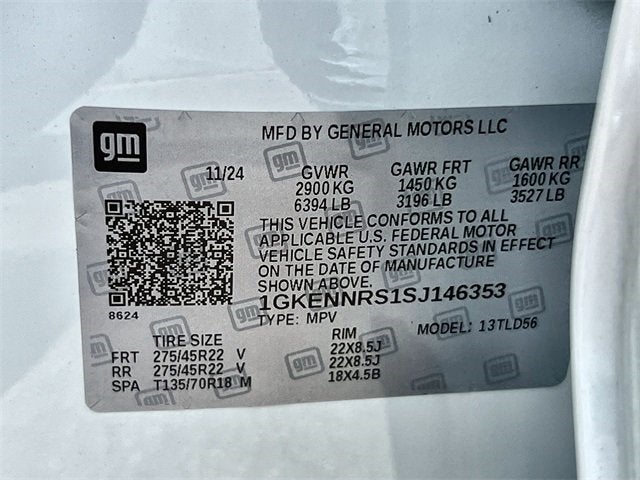 gm
MFD BY GENERAL MOTORS LLC
11/24 GVWR GAWR FRT GAWR RR
2900 KG 1450 KG 1600 KG
6394 LB 3196 LB 3527 LB
THIS VEHICLE CONFORMS TO ALL
APPLICABLE U.S. FEDERAL MOTOR
VEHICLE SAFETY STANDARDS IN EFFECT
ON THE DATE OF MANUFACTURE
SHOWN ABOVE.
8624
1GKENNRS1SJ146353
TYPE: MPV MODEL: 13TLD56
TIRE SIZE RIM
FRT 275/45R22 V 22X8.5J
RR 275/45R22 V 22X8.5J
SPA T135/70R18 M 18X4.5B